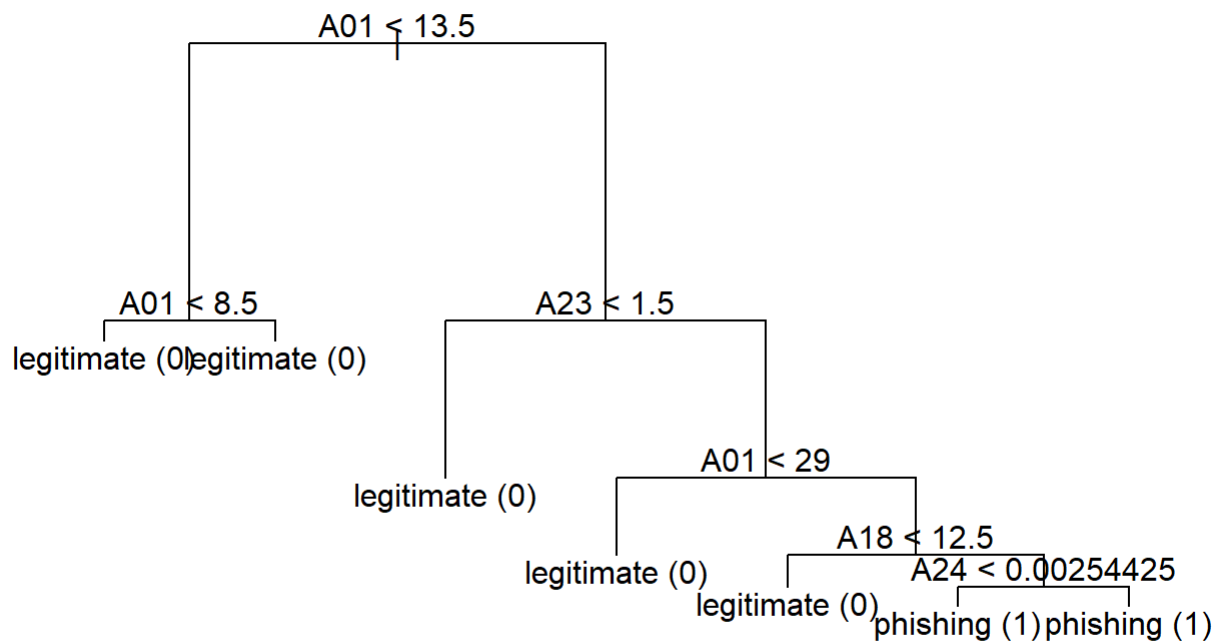 A01 < 13.5
A01 < 8.5
A23 < 1.5
legitimate (0)
legitimate (0)
A01 < 29
legitimate (0)
A18 < 12.5
legitimate (0)
A24 < 0.00254425
legitimate (0)
phishing (1)
phishing (1)